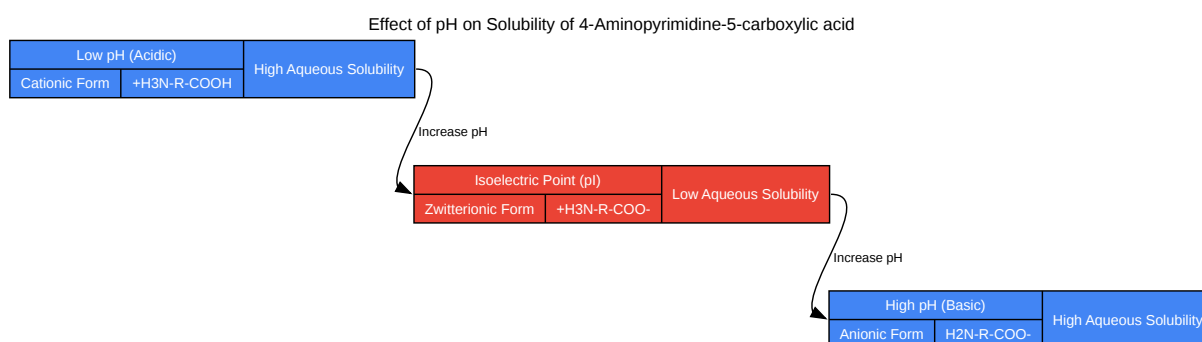 Effect of pH on Solubility of 4-Aminopyrimidine-5-carboxylic acid
Low pH (Acidic)
High Aqueous Solubility
Cationic Form
+H3N-R-COOH
Increase pH
Isoelectric Point (pI)
Low Aqueous Solubility
Zwitterionic Form
+H3N-R-COO-
Increase pH
High pH (Basic)
High Aqueous Solubility
Anionic Form
H2N-R-COO-